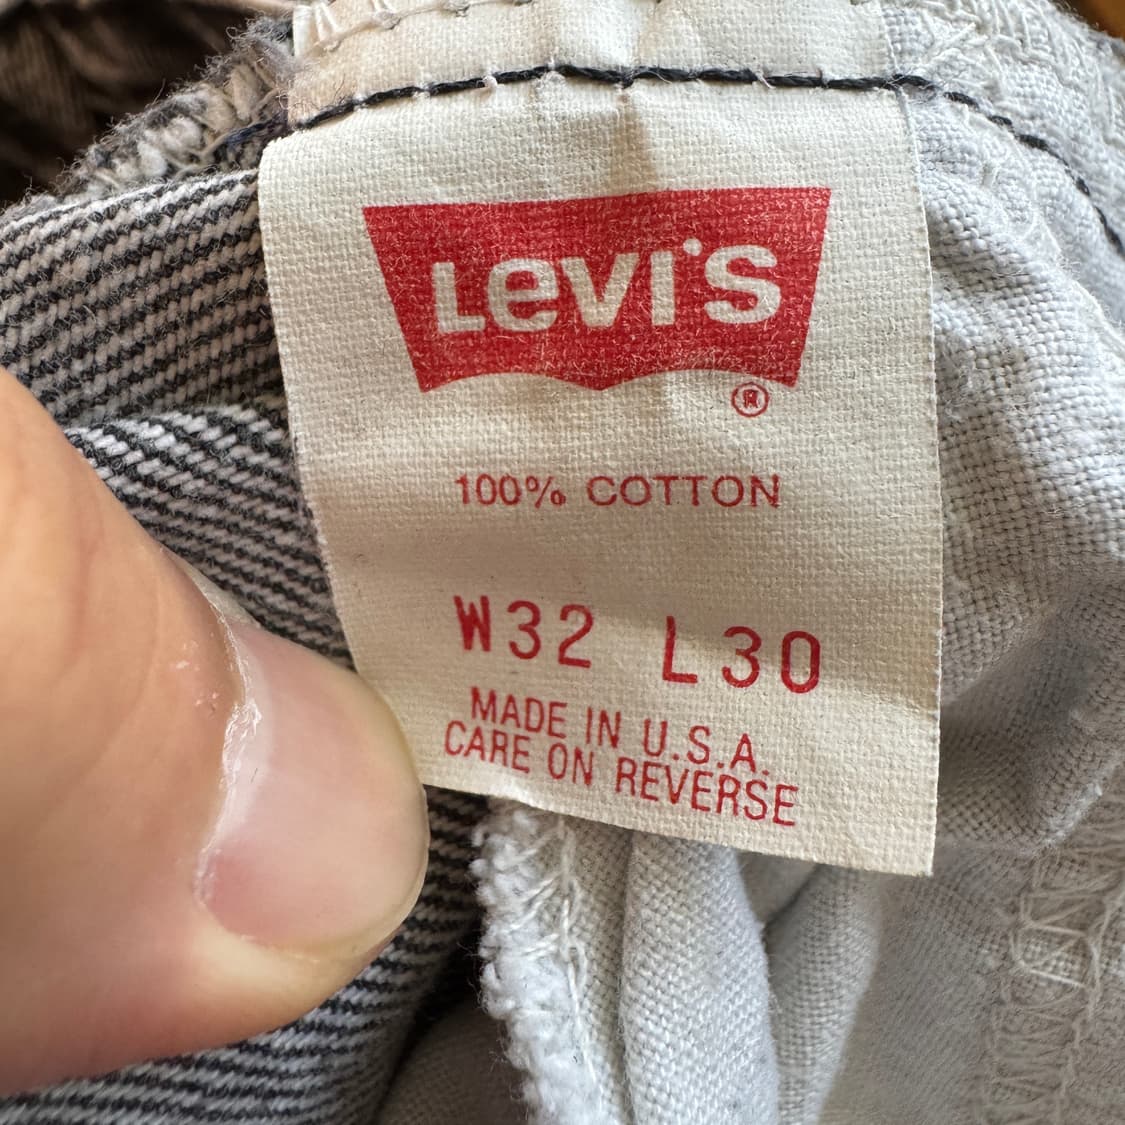 LEVI'S
®
100% COTTON
W32 L30
MADE IN U.S.A.
CARE ON REVERSE